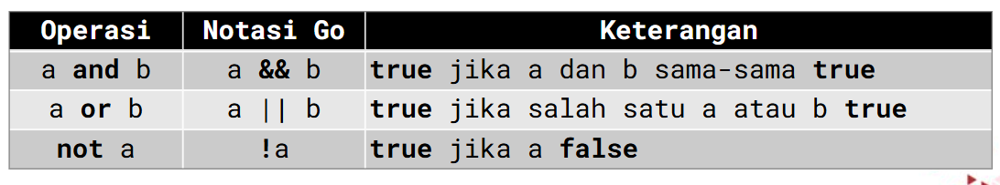 Operasi Notasi Go Keterangan
a and b a && b true jika a dan b sama-sama true
a or b a || b true jika salah satu a atau b true
not a !a true jika a false